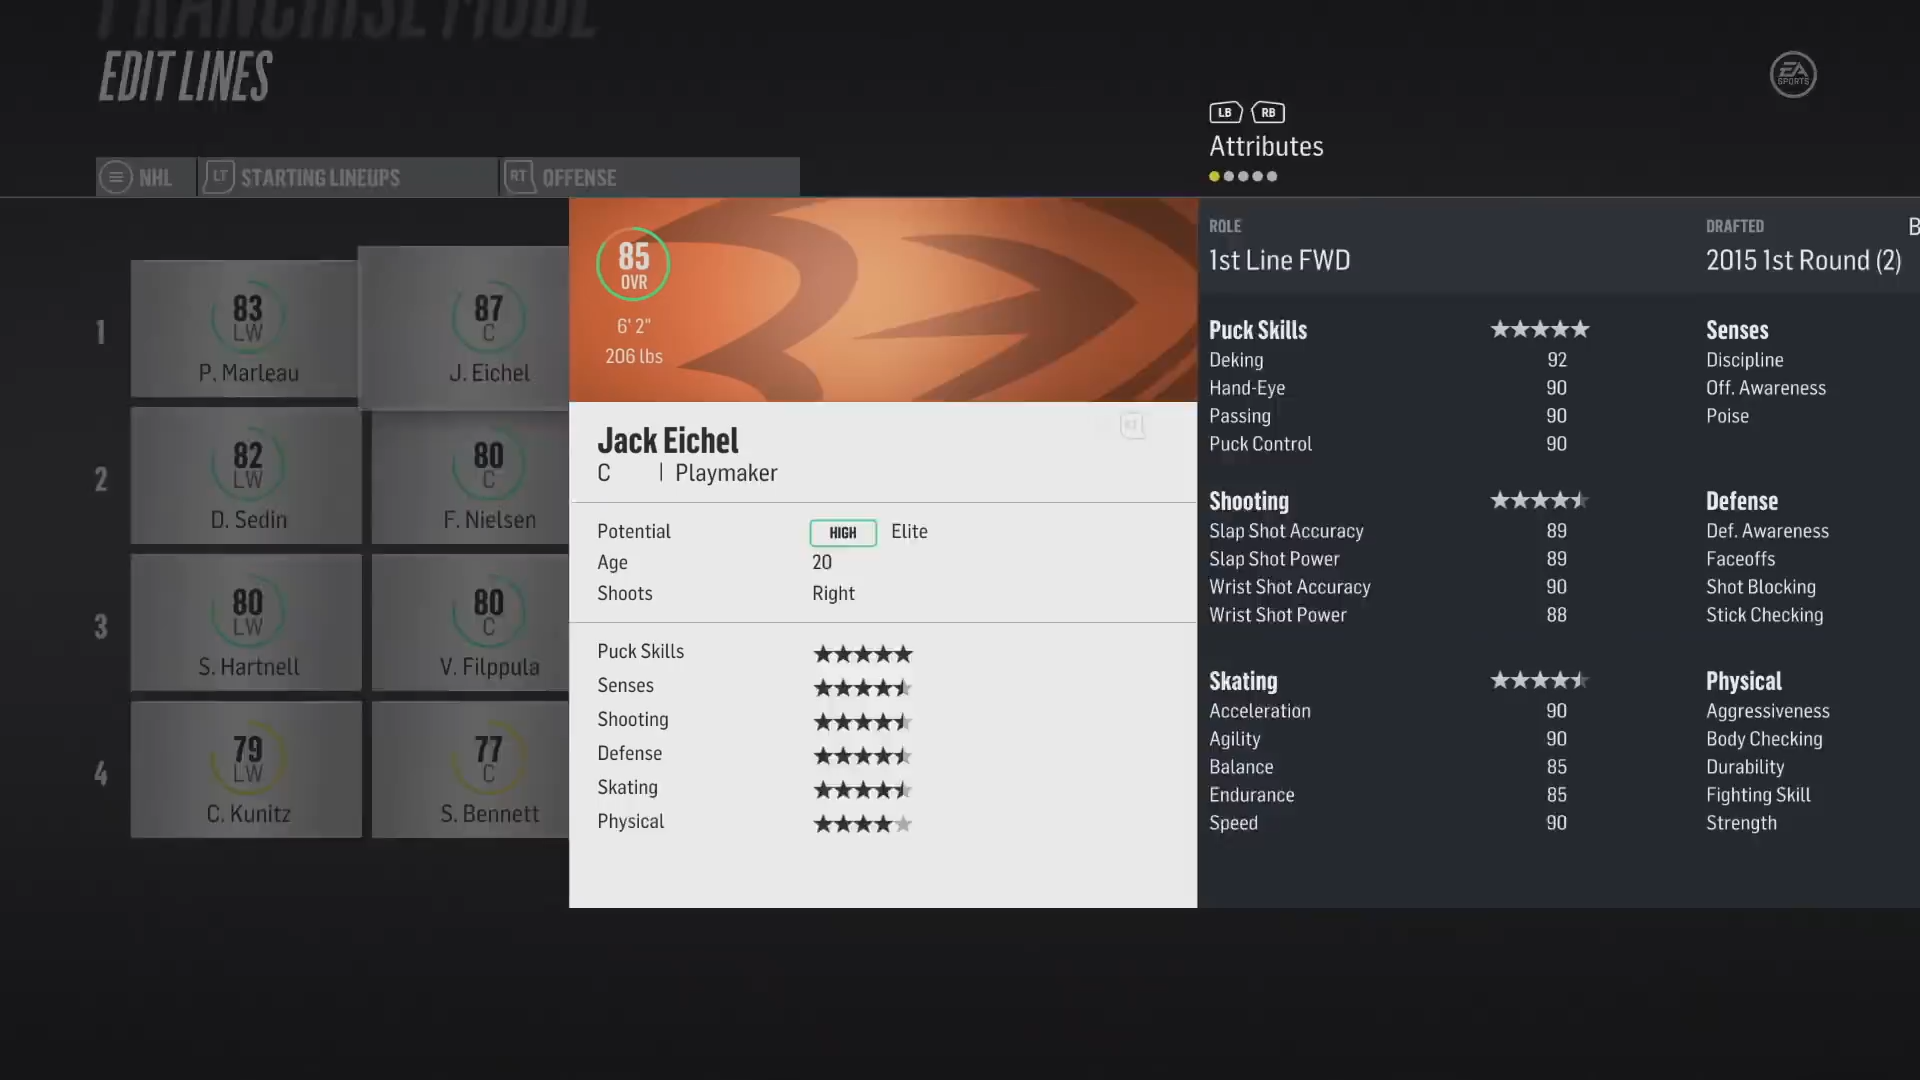 FRANCHISE MODE
EDIT LINES
EA
SPORTS
LB RB
Attributes
NHL
LT STARTING LINEUPS
RT OFFENSE
1
83
LW
P. Marleau
87
C
J. Eichel
2
82
LW
D. Sedin
80
C
F. Nielsen
3
80
LW
S. Hartnell
80
C
V. Filppula
4
79
LW
C. Kunitz
77
C
S. Bennett
85
OVR
6' 2"
206 lbs
Jack Eichel
C | Playmaker
Potential HIGH Elite
Age 20
Shoots Right
Puck Skills ★★★★★
Senses
Shooting
Defense
Skating
Physical
ROLE
1st Line FWD
DRAFTED
2015 1st Round (2)
B
Puck Skills
Deking 92
Hand-Eye 90
Passing 90
Puck Control 90
Senses
Discipline
Off. Awareness
Poise
Shooting
Slap Shot Accuracy 89
Slap Shot Power 89
Wrist Shot Accuracy 90
Wrist Shot Power 88
Defense
Def. Awareness
Faceoffs
Shot Blocking
Stick Checking
Skating
Acceleration 90
Agility 90
Balance 85
Endurance 85
Speed 90
Physical
Aggressiveness
Body Checking
Durability
Fighting Skill
Strength